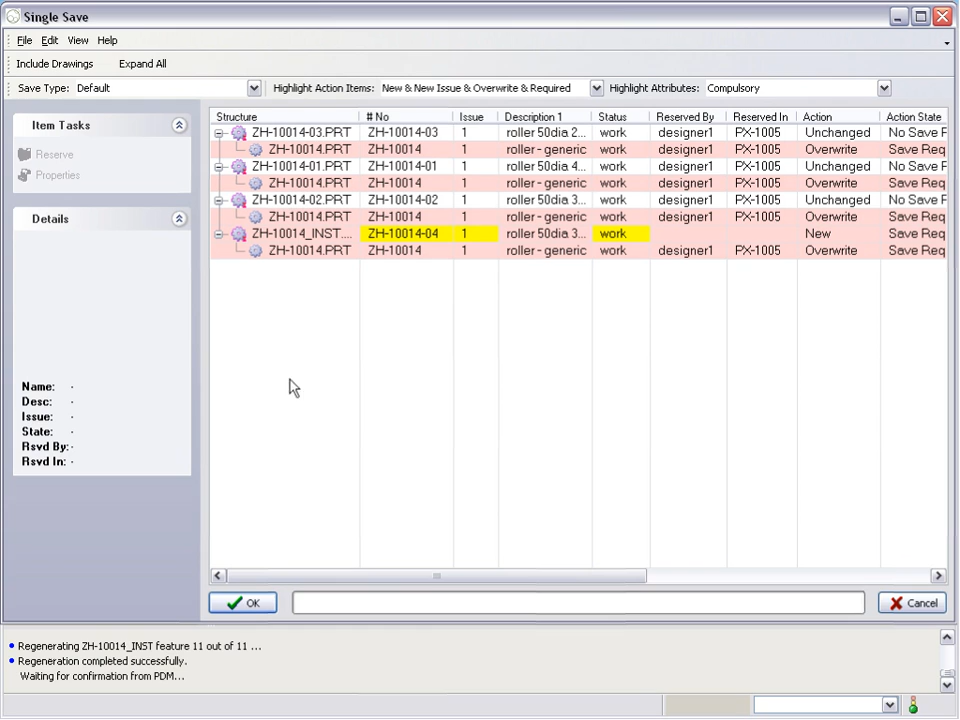 Single Save
File Edit View Help
Include Drawings Expand All
Save Type: Default Highlight Action Items: New & New Issue & Overwrite & Required Highlight Attributes: Compulsory
Item Tasks
Reserve
Properties
Details
Name: ·
Desc: ·
Issue: ·
State: ·
Rsvd By: ·
Rsvd In: ·
Structure # No Issue Description 1 Status Reserved By Reserved In Action Action State
ZH-10014-03.PRT ZH-10014-03 1 roller 50dia 2... work designer1 PX-1005 Unchanged No Save F
ZH-10014.PRT ZH-10014 1 roller - generic work designer1 PX-1005 Overwrite Save Req
ZH-10014-01.PRT ZH-10014-01 1 roller 50dia 4... work designer1 PX-1005 Unchanged No Save F
ZH-10014.PRT ZH-10014 1 roller - generic work designer1 PX-1005 Overwrite Save Req
ZH-10014-02.PRT ZH-10014-02 1 roller 50dia 3... work designer1 PX-1005 Unchanged No Save F
ZH-10014.PRT ZH-10014 1 roller - generic work designer1 PX-1005 Overwrite Save Req
ZH-10014_INST.... ZH-10014-04 1 roller 50dia 3... work New Save Req
ZH-10014.PRT ZH-10014 1 roller - generic work designer1 PX-1005 Overwrite Save Req
OK Cancel
• Regenerating ZH-10014_INST feature 11 out of 11 ...
• Regeneration completed successfully.
Waiting for confirmation from PDM...